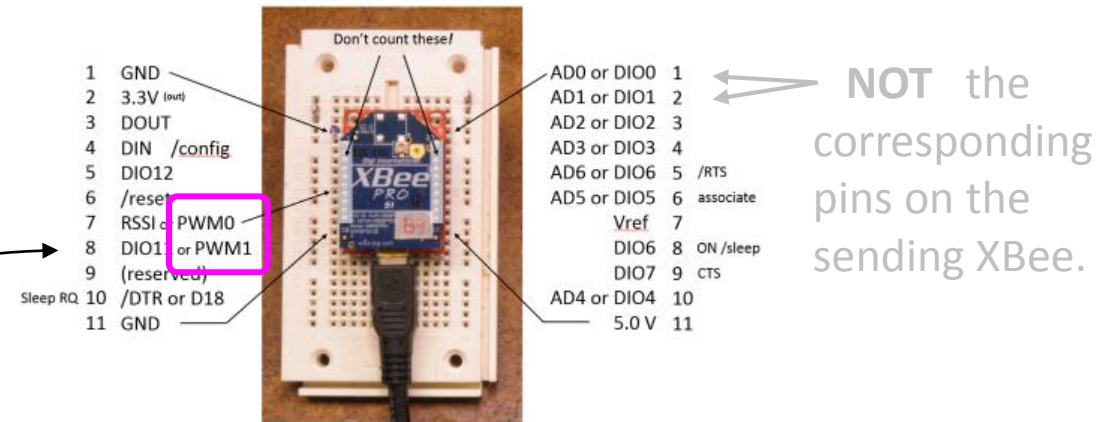 Don't count these!
1 GND
2 3.3V (out)
3 DOUT
4 DIN /config
5 DIO12
6 /reset
7 RSSI or PWM0
8 DIO11 or PWM1
9 (reserved)
Sleep RQ 10 /DTR or D18
11 GND
XBee
PRO
S1
AD0 or DIO0 1
AD1 or DIO1 2
AD2 or DIO2 3
AD3 or DIO3 4
AD6 or DIO6 5 /RTS
AD5 or DIO5 6 associate
Vref 7
DIO6 8 ON /sleep
DIO7 9 CTS
AD4 or DIO4 10
5.0 V 11
NOT the
corresponding
pins on the
sending XBee.